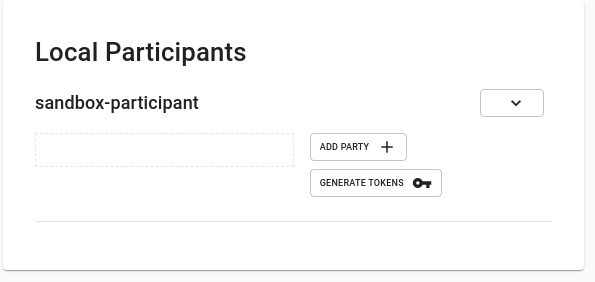 Local Participants
sandbox-participant
ADD PARTY
GENERATE TOKENS